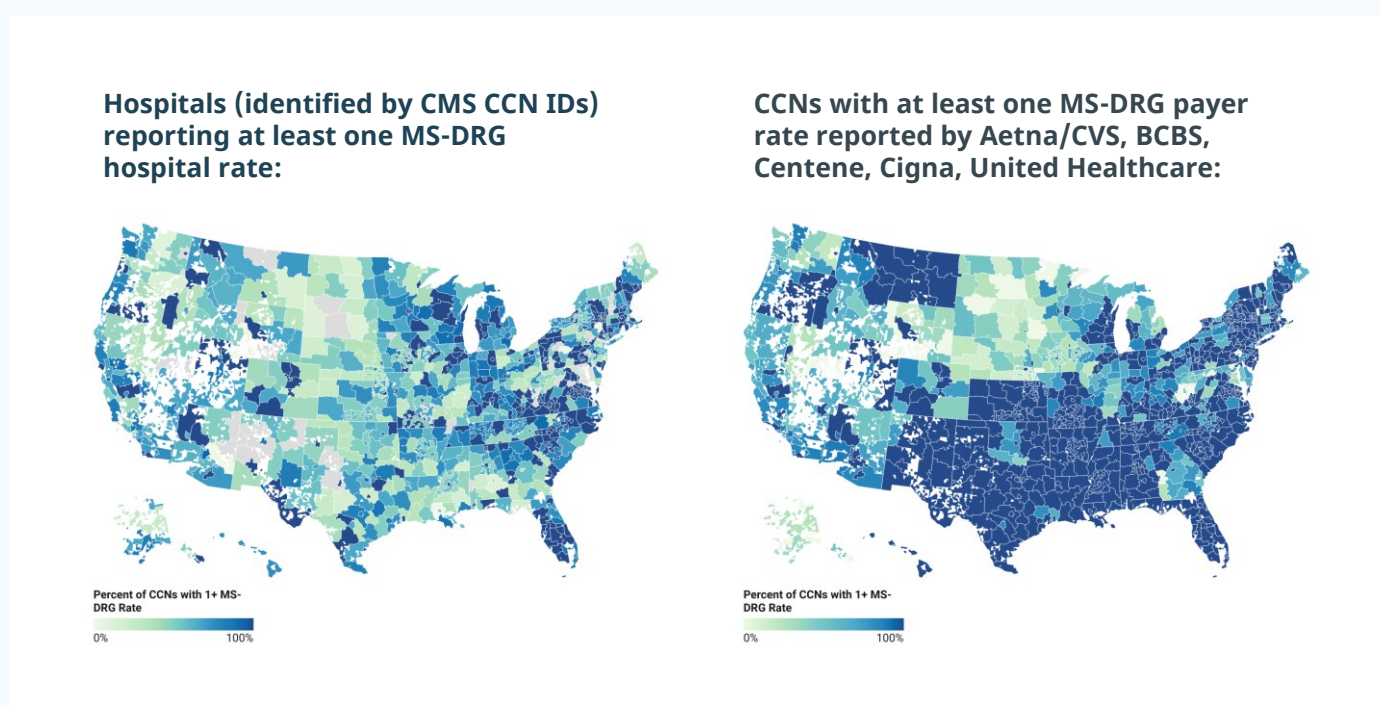 Hospitals (identified by CMS CCN IDs)
reporting at least one MS-DRG
hospital rate:
CCNs with at least one MS-DRG payer
rate reported by Aetna/CVS, BCBS,
Centene, Cigna, United Healthcare:
Percent of CCNs with 1+ MS-
DRG Rate
0% 100%
Percent of CCNs with 1+ MS-
DRG Rate
0% 100%